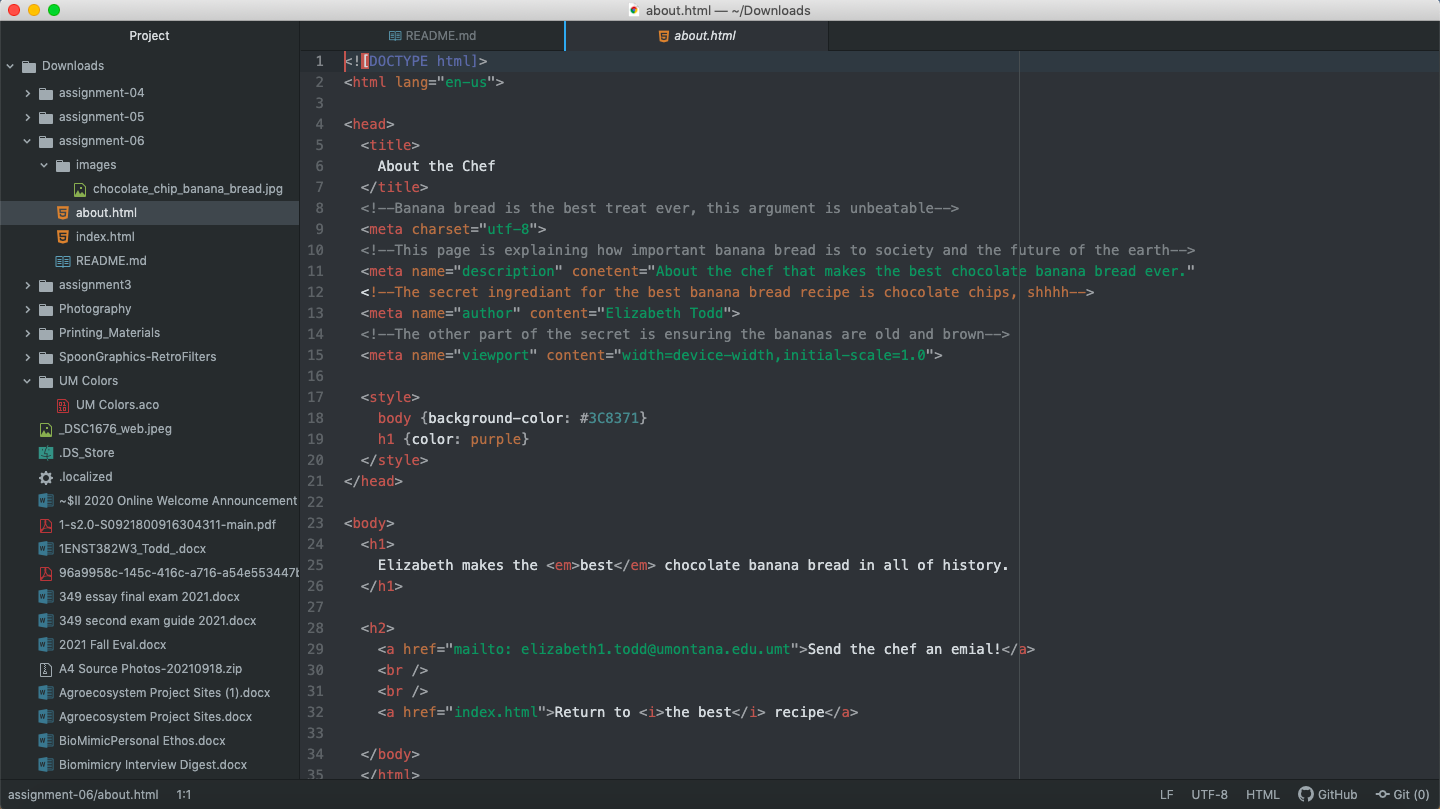 about.html — ~/Downloads
Project
README.md
about.html
Downloads
assignment-04
assignment-05
assignment-06
images
chocolate_chip_banana_bread.jpg
about.html
index.html
README.md
assignment3
Photography
Printing_Materials
SpoonGraphics-RetroFilters
UM Colors
UM Colors.aco
_DSC1676_web.jpeg
.DS_Store
.localized
~$ll 2020 Online Welcome Announcement
1-s2.0-S0921800916304311-main.pdf
1ENST382W3_Todd_.docx
96a9958c-145c-416c-a716-a54e553447b
349 essay final exam 2021.docx
349 second exam guide 2021.docx
2021 Fall Eval.docx
A4 Source Photos-20210918.zip
Agroecosystem Project Sites (1).docx
Agroecosystem Project Sites.docx
BioMimicPersonal Ethos.docx
Biomimicry Interview Digest.docx
1 <![DOCTYPE html]>
2 <html lang="en-us">
3
4 <head>
5 <title>
6 About the Chef
7 </title>
8 <!--Banana bread is the best treat ever, this argument is unbeatable-->
9 <meta charset="utf-8">
10 <!--This page is explaining how important banana bread is to society and the future of the earth-->
11 <meta name="description" conetent="About the chef that makes the best chocolate banana bread ever."
12 <!--The secret ingrediant for the best banana bread recipe is chocolate chips, shhhh-->
13 <meta name="author" content="Elizabeth Todd">
14 <!--The other part of the secret is ensuring the bananas are old and brown-->
15 <meta name="viewport" content="width=device-width,initial-scale=1.0">
16
17 <style>
18 body {background-color: #3C8371}
19 h1 {color: purple}
20 </style>
21 </head>
22
23 <body>
24 <h1>
25 Elizabeth makes the <em>best</em> chocolate banana bread in all of history.
26 </h1>
27
28 <h2>
29 <a href="mailto: elizabeth1.todd@umontana.edu.umt">Send the chef an emial!</a>
30 <br />
31 <br />
32 <a href="index.html">Return to <i>the best</i> recipe</a>
33
34 </body>
35 </html>
assignment-06/about.html 1:1
LF UTF-8 HTML GitHub Git (0)